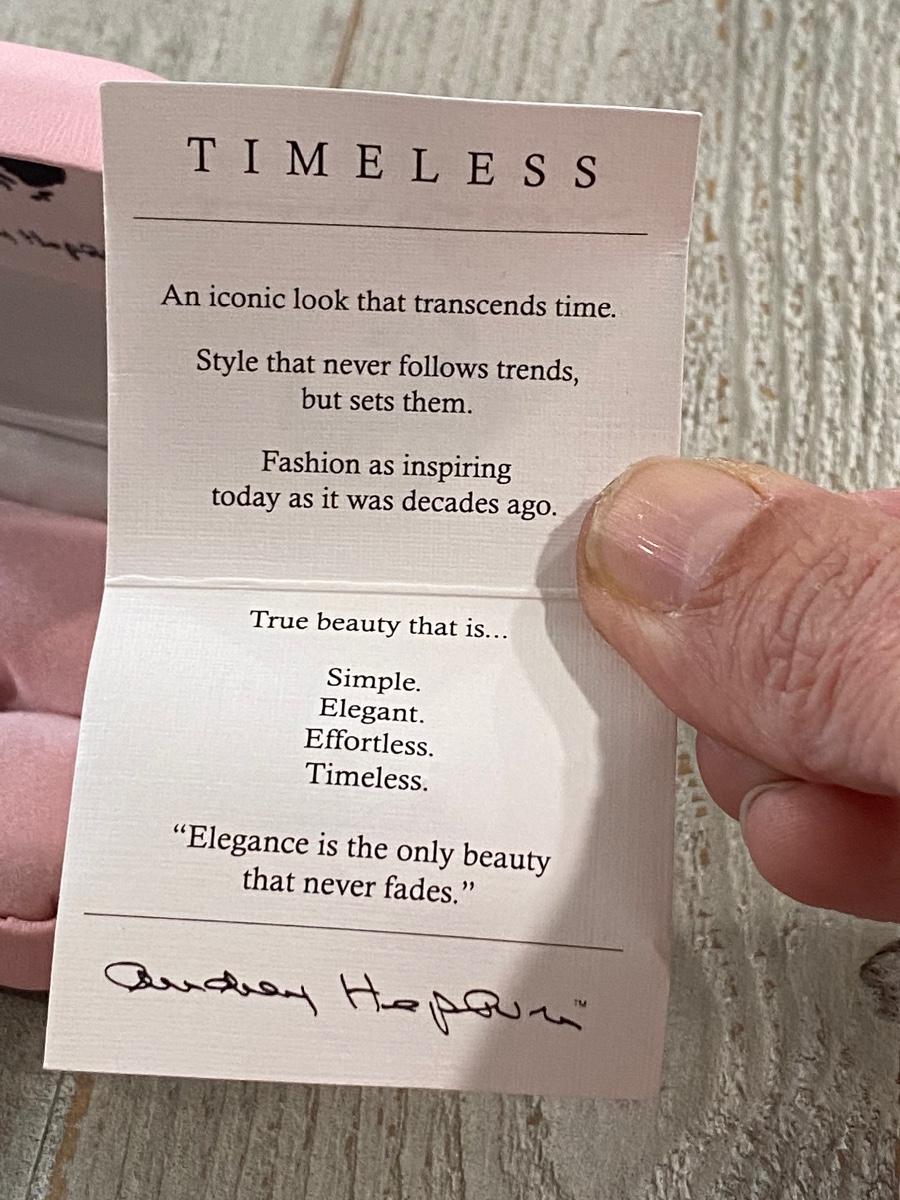 TIMELESS
An iconic look that transcends time.
Style that never follows trends,
but sets them.
Fashion as inspiring
today as it was decades ago.
True beauty that is...
Simple.
Elegant.
Effortless.
Timeless.
“Elegance is the only beauty
that never fades.”
Audrey Hepburn™